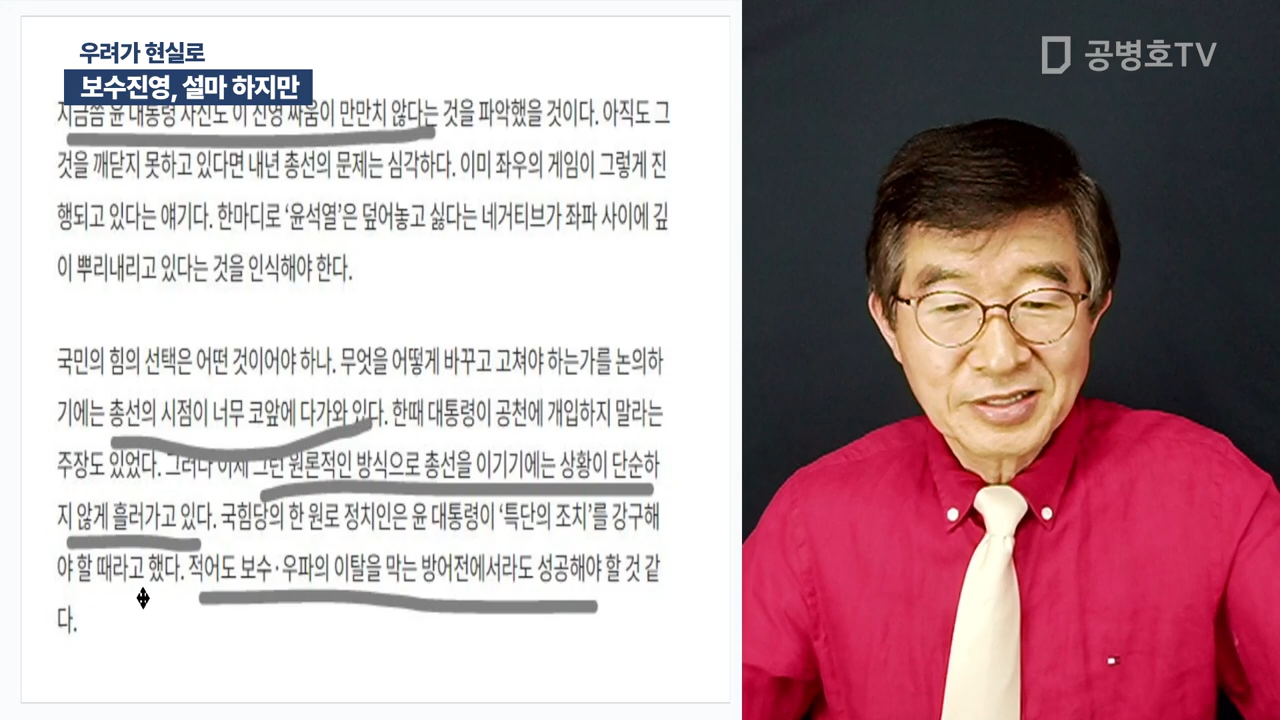 우려가 현실로
보수진영, 설마 하지만
공병호TV
지금쯤 윤 대통령 자신도 이 진영 싸움이 만만치 않다는 것을 파악했을 것이다. 아직도 그
것을 깨닫지 못하고 있다면 내년 총선의 문제는 심각하다. 이미 좌우의 게임이 그렇게 진
행되고 있다는 얘기다. 한마디로 ‘윤석열’은 덮어놓고 싫다는 네거티브가 좌파 사이에 깊
이 뿌리내리고 있다는 것을 인식해야 한다.
국민의 힘의 선택은 어떤 것이어야 하나. 무엇을 어떻게 바꾸고 고쳐야 하는가를 논의하
기에는 총선의 시점이 너무 코앞에 다가와 있다. 한때 대통령이 공천에 개입하지 말라는
주장도 있었다. 그러나 이제 그런 원론적인 방식으로 총선을 이기기에는 상황이 단순하
지 않게 흘러가고 있다. 국힘당의 한 원로 정치인은 윤 대통령이 ‘특단의 조치’를 강구해
야 할 때라고 했다. 적어도 보수·우파의 이탈을 막는 방어전에서라도 성공해야 할 것 같
다.